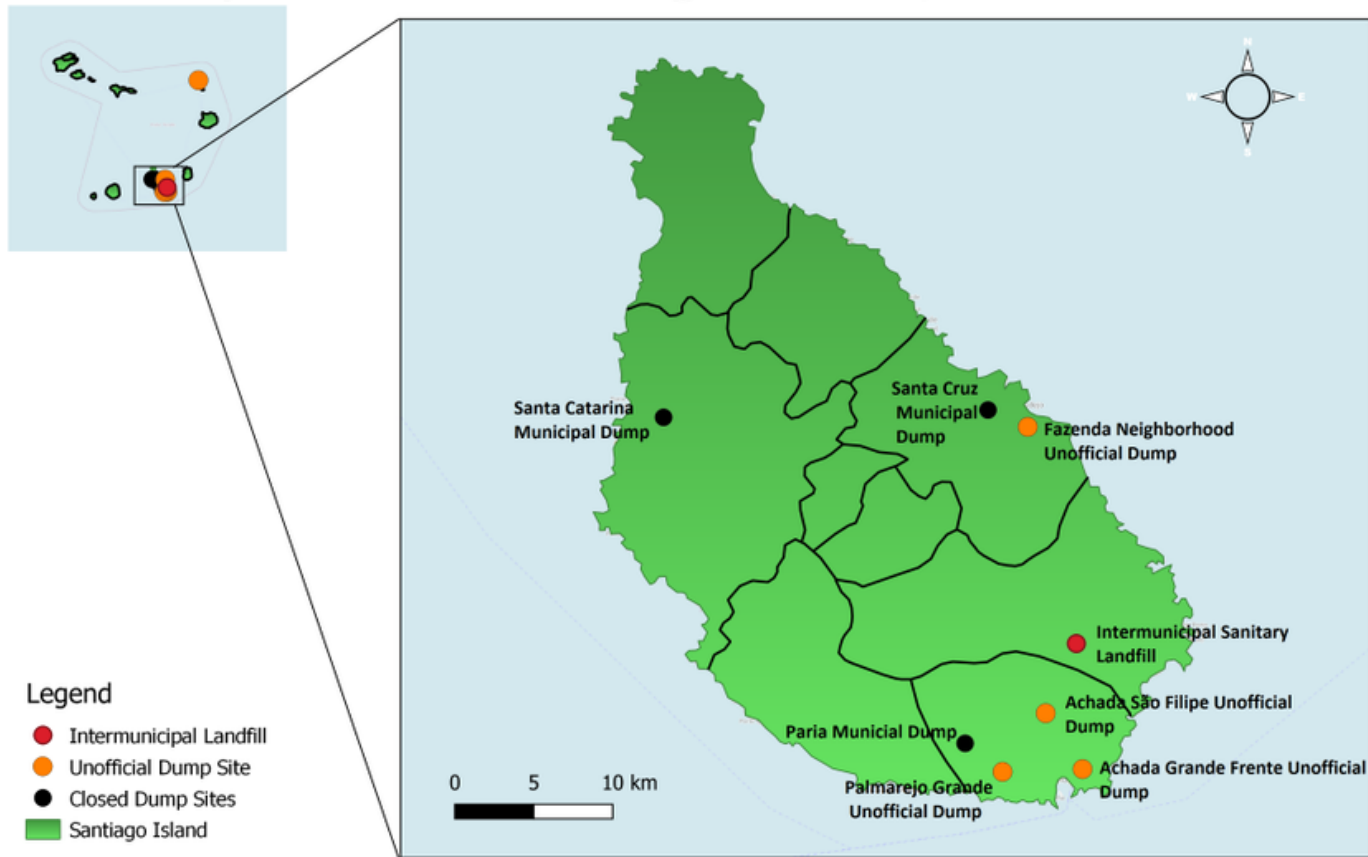 N
W
E
S
Santa Catarina
Municipal Dump
Santa Cruz
Municipal
Dump
Fazenda Neighborhood
Unofficial Dump
Intermunicipal Sanitary
Landfill
Achada São Filipe Unofficial
Dump
Paria Municial Dump
Achada Grande Frente Unofficial
Dump
Palmarejo Grande
Unofficial Dump
0 5 10 km
Legend
Intermunicipal Landfill
Unofficial Dump Site
Closed Dump Sites
Santiago Island